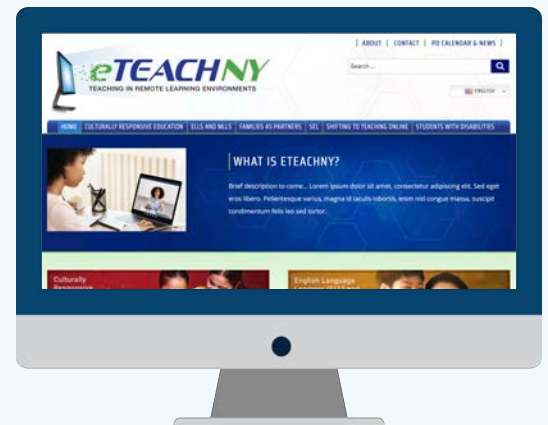 ABOUT | CONTACT | PD CALENDAR & NEWS
eTEACHNY
TEACHING IN REMOTE LEARNING ENVIRONMENTS
Search ...
ENGLISH
HOME | CULTURALLY RESPONSIVE EDUCATION | ELLS AND MLLS | FAMILIES AS PARTNERS | SEL | SHIFTING TO TEACHING ONLINE | STUDENTS WITH DISABILITIES
WHAT IS ETEACHNY?
Brief description to come... Lorem ipsum dolor sit amet, consectetur adipiscing elit. Sed eget
eros libero. Pellentesque varius, magna id iaculis lobortis, enim nisl congue massa, suscipit
condimentum felis leo sed tortor.
Culturally
Responsive
English Language